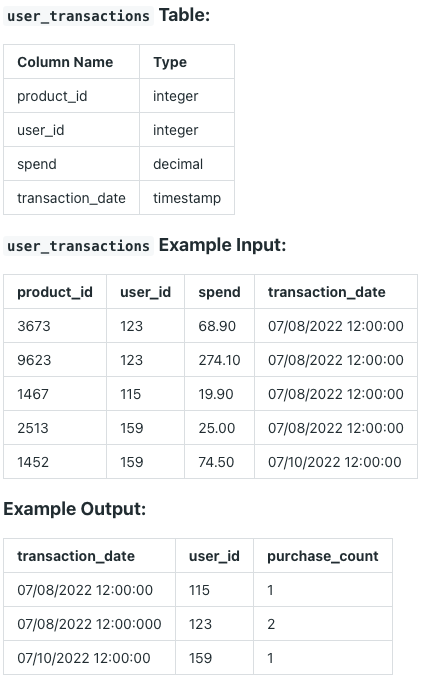 user_transactions Table:
Column Name Type
product_id integer
user_id integer
spend decimal
transaction_date timestamp
user_transactions Example Input:
product_id user_id spend transaction_date
3673 123 68.90 07/08/2022 12:00:00
9623 123 274.10 07/08/2022 12:00:00
1467 115 19.90 07/08/2022 12:00:00
2513 159 25.00 07/08/2022 12:00:00
1452 159 74.50 07/10/2022 12:00:00
Example Output:
transaction_date user_id purchase_count
07/08/2022 12:00:00 115 1
07/08/2022 12:00:000 123 2
07/10/2022 12:00:00 159 1